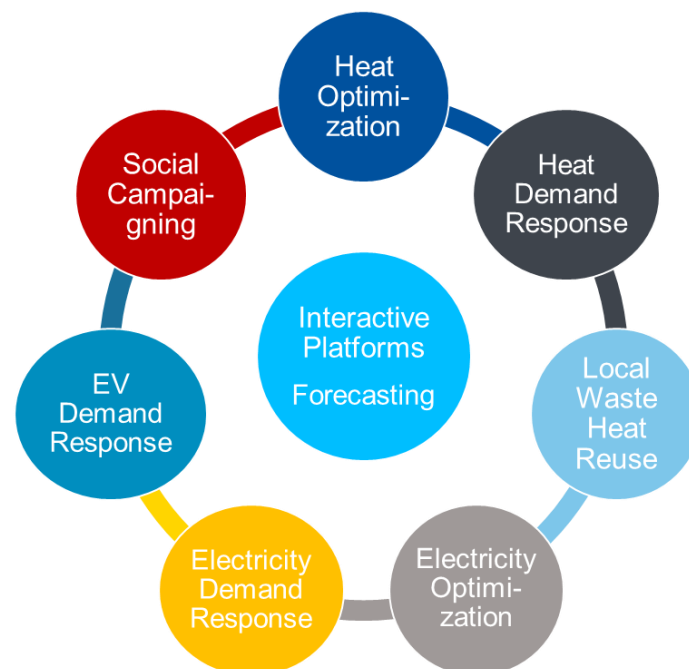 Heat
Optimi-
zation
Heat
Demand
Response
Local
Waste
Heat
Reuse
Electricity
Optimi-
zation
Electricity
Demand
Response
EV
Demand
Response
Social
Campai-
gning
Interactive
Platforms
Forecasting